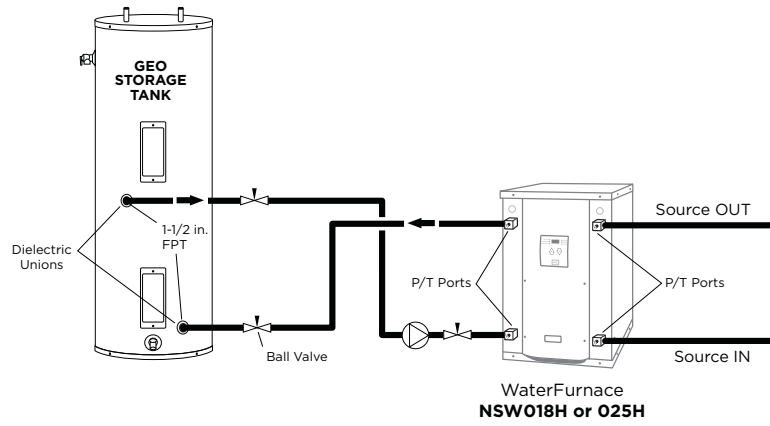 GEO
STORAGE
TANK
1-1/2 in.
FPT
Dielectric
Unions
Ball Valve
P/T Ports
P/T Ports
Source OUT
Source IN
WaterFurnace
NSW018H or 025H